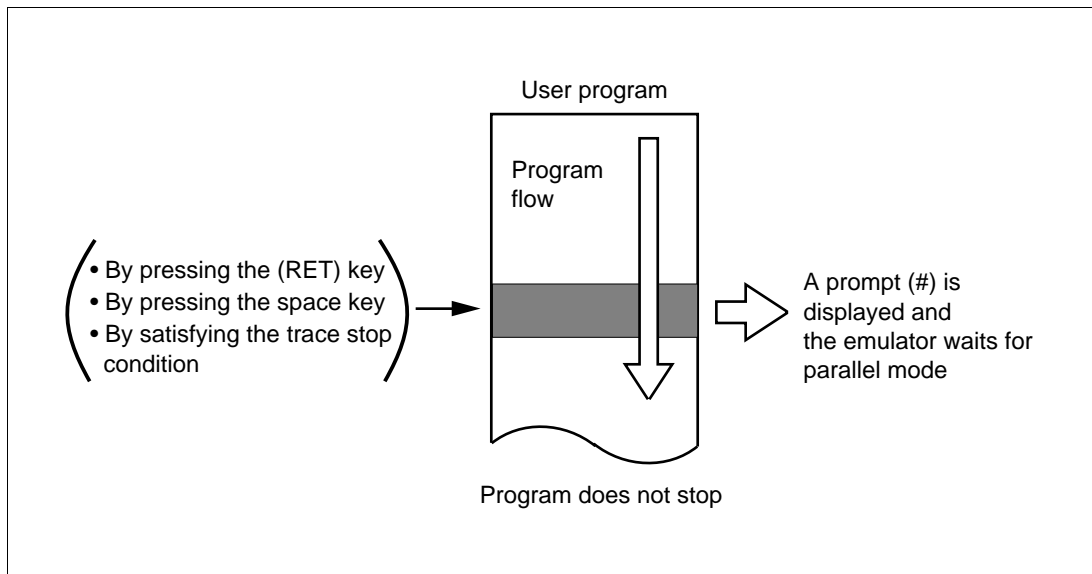 User program
Program
flow
• By pressing the (RET) key
• By pressing the space key
• By satisfying the trace stop
condition
A prompt (#) is
displayed and
the emulator waits for
parallel mode
Program does not stop